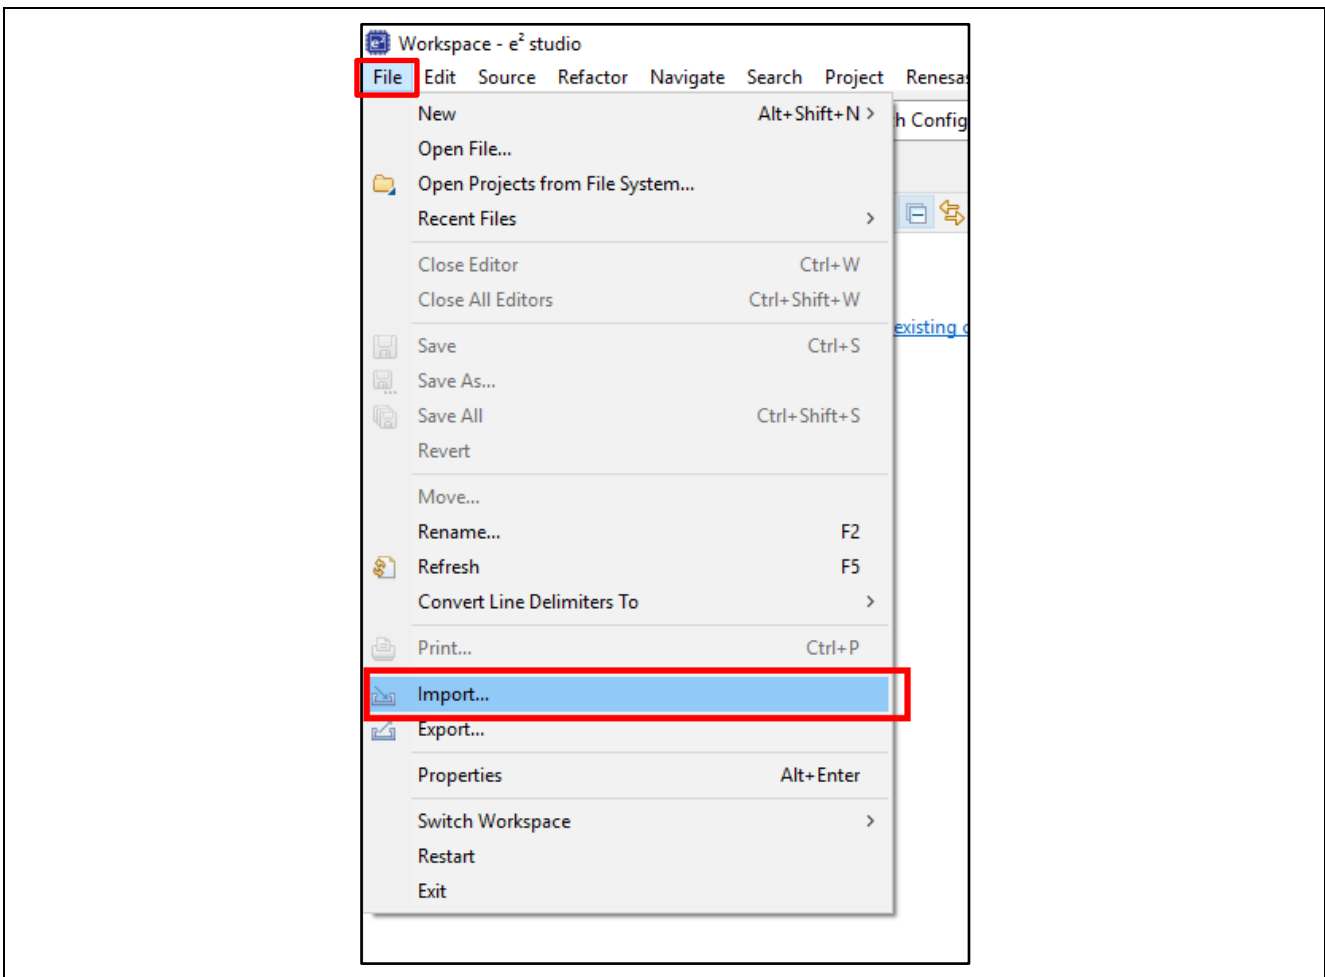 Workspace - e² studio
File Edit Source Refactor Navigate Search Project Renesas
New Alt+Shift+N >
h Config
Open File...
Open Projects from File System...
Recent Files >
Close Editor Ctrl+W
Close All Editors Ctrl+Shift+W
existing
Save Ctrl+S
Save As...
Save All Ctrl+Shift+S
Revert
Move...
Rename... F2
Refresh F5
Convert Line Delimiters To >
Print... Ctrl+P
Import...
Export...
Properties Alt+Enter
Switch Workspace >
Restart
Exit